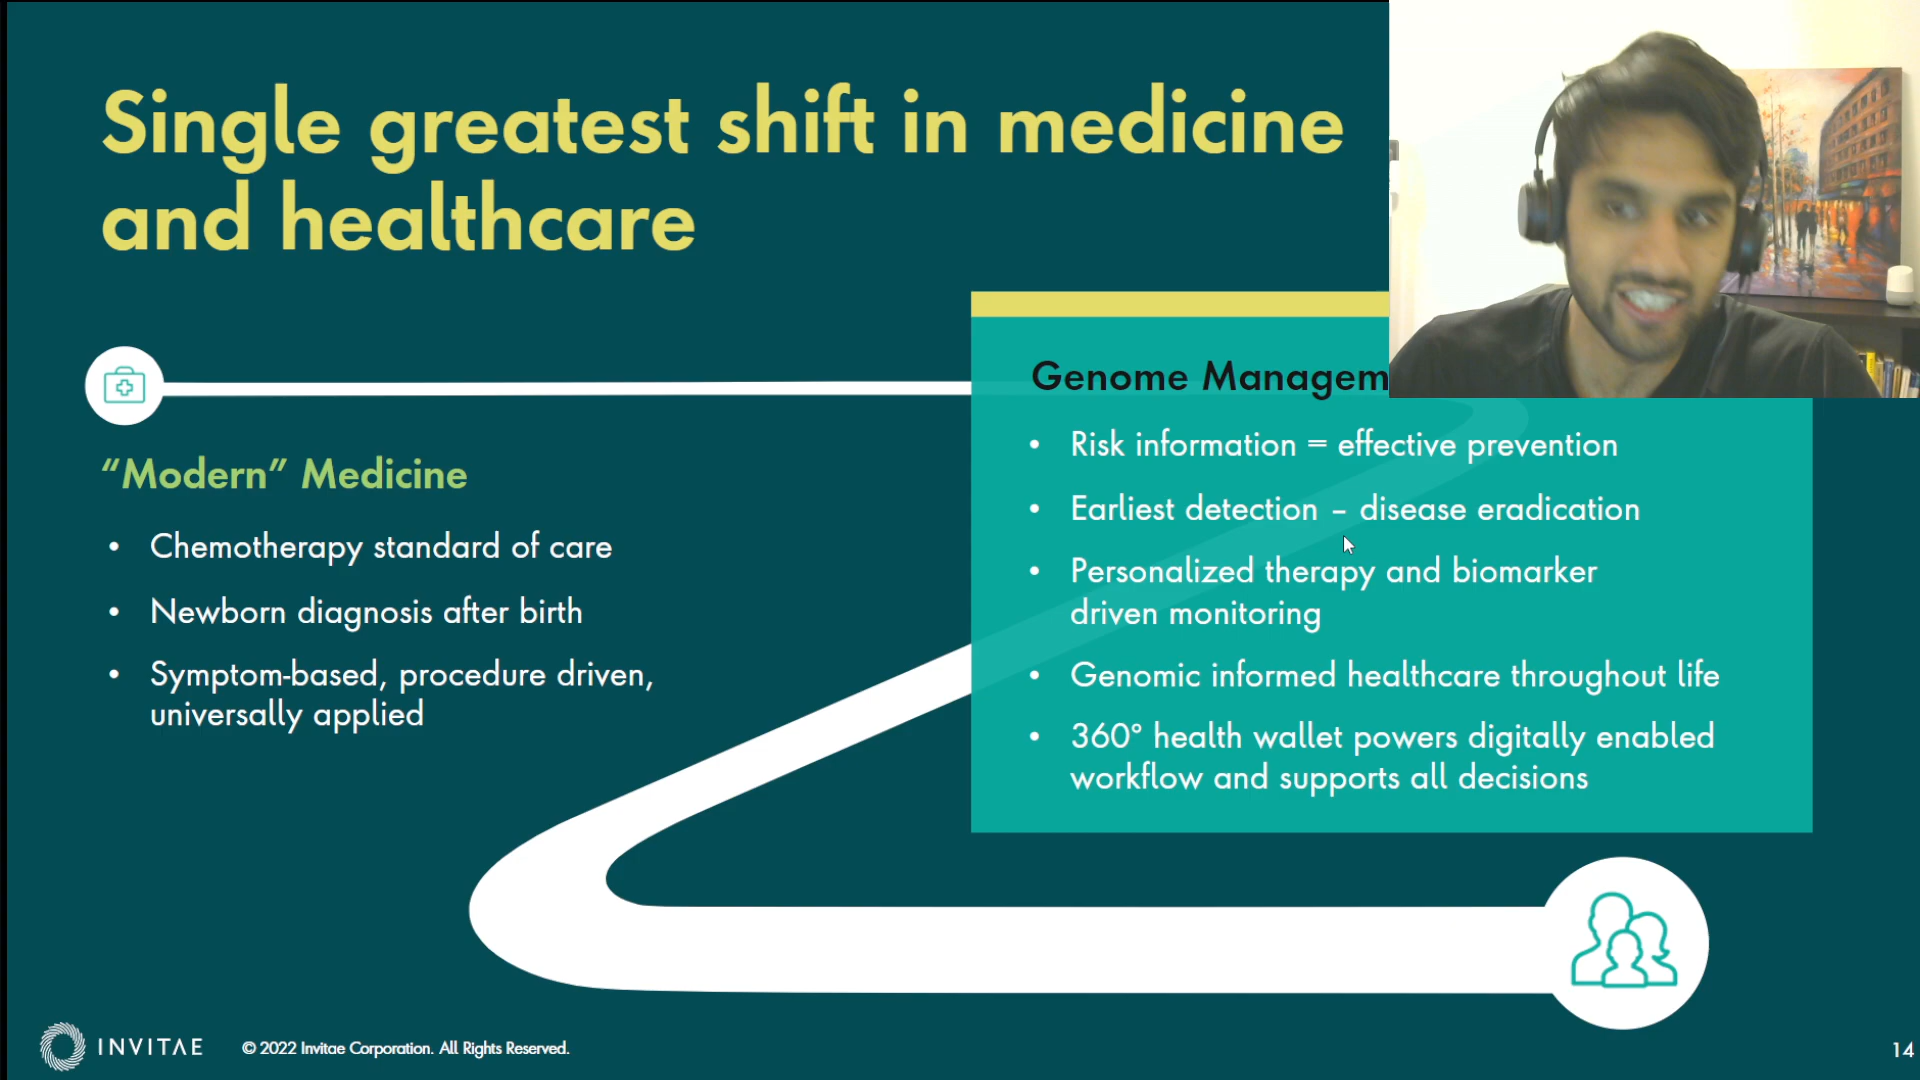 Single greatest shift in medicine
and healthcare
“Modern” Medicine
• Chemotherapy standard of care
• Newborn diagnosis after birth
• Symptom-based, procedure driven,
universally applied
Genome Managem
• Risk information = effective prevention
• Earliest detection – disease eradication
• Personalized therapy and biomarker
driven monitoring
• Genomic informed healthcare throughout life
• 360° health wallet powers digitally enabled
workflow and supports all decisions
INVITAE
© 2022 Invitae Corporation. All Rights Reserved.
14